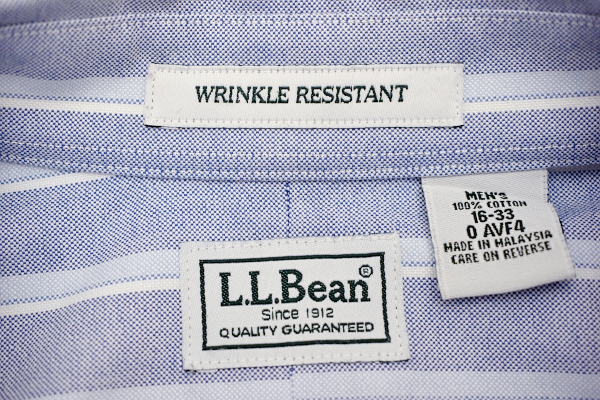 WRINKLE RESISTANT
MEN'S
100% COTTON
16-33
0 AVF4
MADE IN MALAYSIA
CARE ON REVERSE
L.L.Bean®
Since 1912
QUALITY GUARANTEED